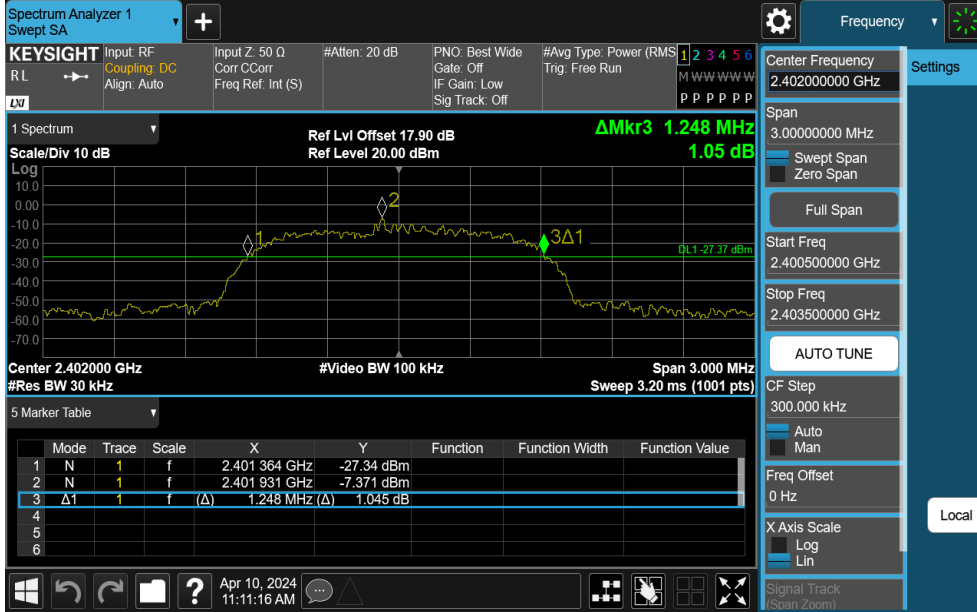 Spectrum Analyzer 1
Swept SA
+
Frequency
KEYSIGHT
R L
LXI
Input: RF
Coupling: DC
Align: Auto
Input Z: 50 Ω
Corr CCorr
Freq Ref: Int (S)
#Atten: 20 dB
PNO: Best Wide
Gate: Off
IF Gain: Low
Sig Track: Off
#Avg Type: Power (RMS
Trig: Free Run
1 2 3 4 5 6
M W W W W W
P P P P P P
1 Spectrum
Scale/Div 10 dB
Ref Lvl Offset 17.90 dB
Ref Level 20.00 dBm
ΔMkr3 1.248 MHz
1.05 dB
Log
10.0
0.00
-10.0
-20.0
-30.0
-40.0
-50.0
-60.0
-70.0
1
2
3Δ1
DL1 -27.37 dBm
Center 2.402000 GHz
#Video BW 100 kHz
Span 3.000 MHz
#Res BW 30 kHz
Sweep 3.20 ms (1001 pts)
5 Marker Table
Mode Trace Scale X Y Function Function Width Function Value
1 N 1 f 2.401 364 GHz -27.34 dBm
2 N 1 f 2.401 931 GHz -7.371 dBm
3 Δ1 1 f (Δ) 1.248 MHz (Δ) 1.045 dB
4
5
6
?
Apr 10, 2024
11:11:16 AM
Center Frequency
2.402000000 GHz
Settings
Span
3.00000000 MHz
Swept Span
Zero Span
Full Span
Start Freq
2.400500000 GHz
Stop Freq
2.403500000 GHz
AUTO TUNE
CF Step
300.000 kHz
Auto
Man
Freq Offset
0 Hz
Local
X Axis Scale
Log
Lin
Signal Track
(Span Zoom)